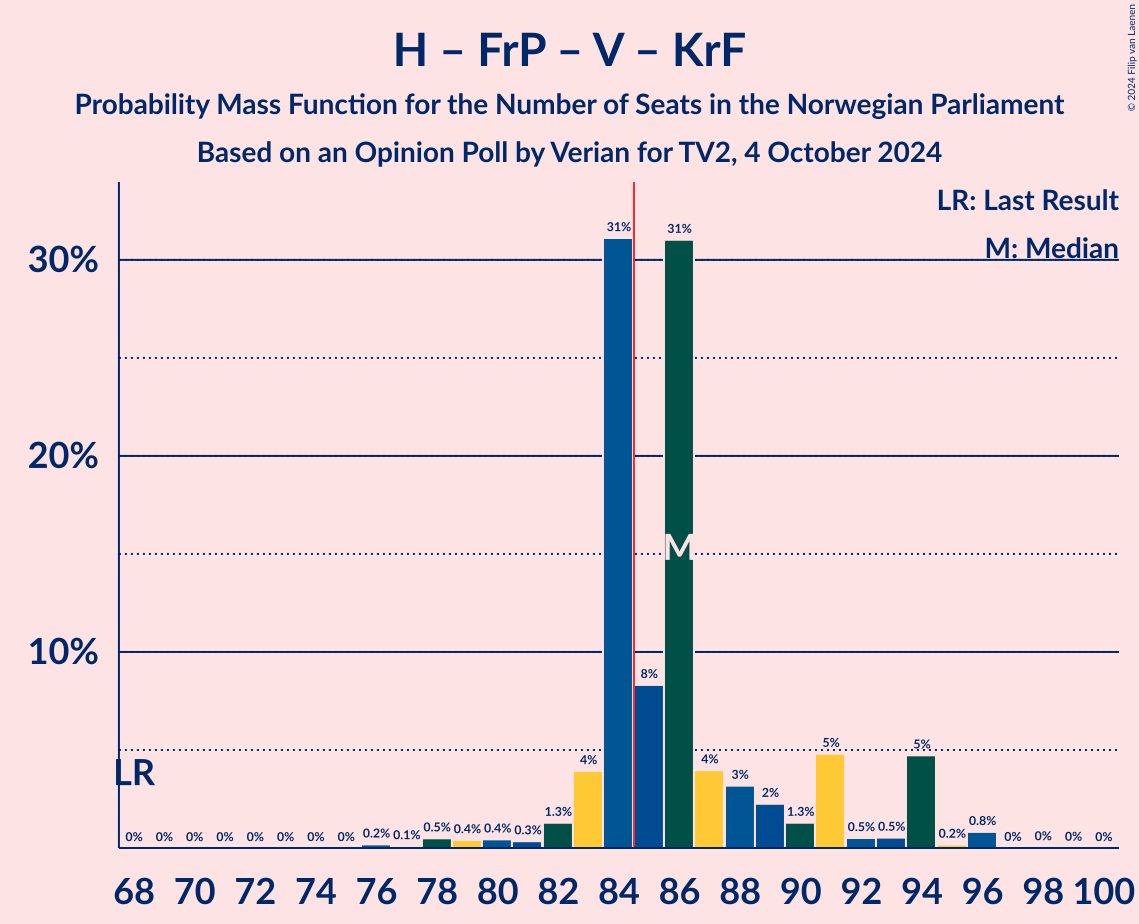 H – FrP – V – KrF
Probability Mass Function for the Number of Seats in the Norwegian Parliament
Based on an Opinion Poll by Verian for TV2, 4 October 2024
© 2024 Filip van Laenen
LR: Last Result
M: Median
30%
20%
10%
LR
M
0% 0% 0% 0% 0% 0% 0% 0% 0.2% 0.1% 0.5% 0.4% 0.4% 0.3% 1.3% 4% 31% 8% 31% 4% 3% 2% 1.3% 5% 0.5% 0.5% 5% 0.2% 0.8% 0% 0% 0% 0%
68 70 72 74 76 78 80 82 84 86 88 90 92 94 96 98 100